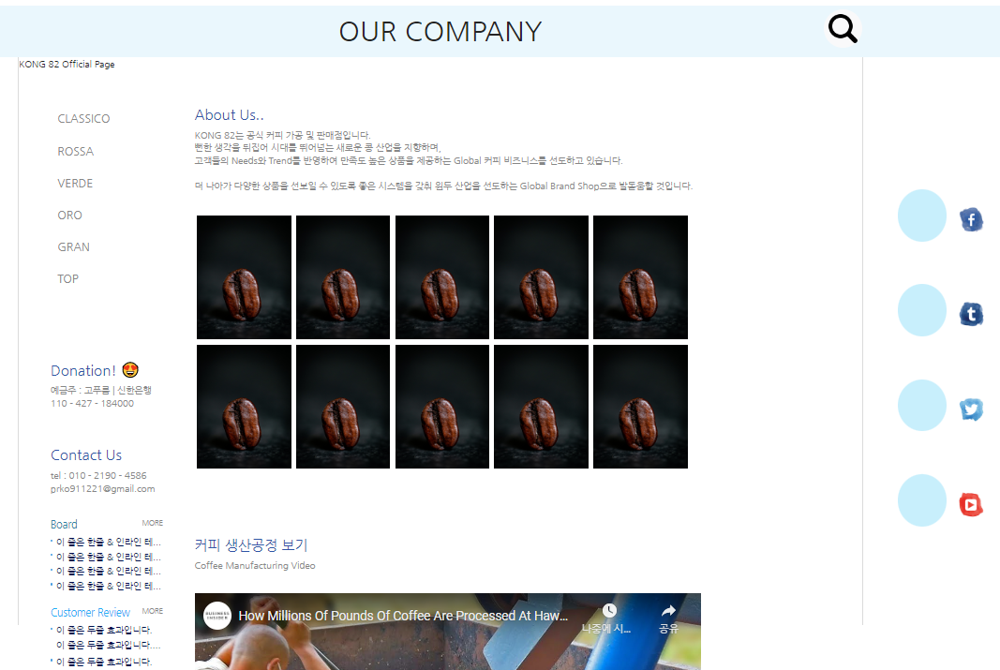 OUR COMPANY
KONG 82 Official Page
CLASSICO
ROSSA
VERDE
ORO
GRAN
TOP
Donation!
예금주 : 고푸름 | 신한은행
110 - 427 - 184000
Contact Us
tel : 010 - 2190 - 4586
prko911221@gmail.com
Board MORE
이 줄은 한줄 & 인라인 테...
이 줄은 한줄 & 인라인 테...
이 줄은 한줄 & 인라인 테...
이 줄은 한줄 & 인라인 테...
Customer Review MORE
이 줄은 두줄 효과입니다.
이 줄은 두줄 효과입니다....
이 줄은 두줄 효과입니다.
About Us..
KONG 82는 공식 커피 가공 및 판매점입니다.
뻔한 생각을 뒤집어 시대를 뛰어넘는 새로운 콩 산업을 지향하며,
고객들의 Needs와 Trend를 반영하여 만족도 높은 상품을 제공하는 Global 커피 비즈니스를 선도하고 있습니다.
더 나아가 다양한 상품을 선보일 수 있도록 좋은 시스템을 갖춰 원두 산업을 선도하는 Global Brand Shop으로 발돋움할 것입니다.
커피 생산공정 보기
Coffee Manufacturing Video
BUSINESS
INSIDER
How Millions Of Pounds Of Coffee Are Processed At Haw...
나중에 시...
공유